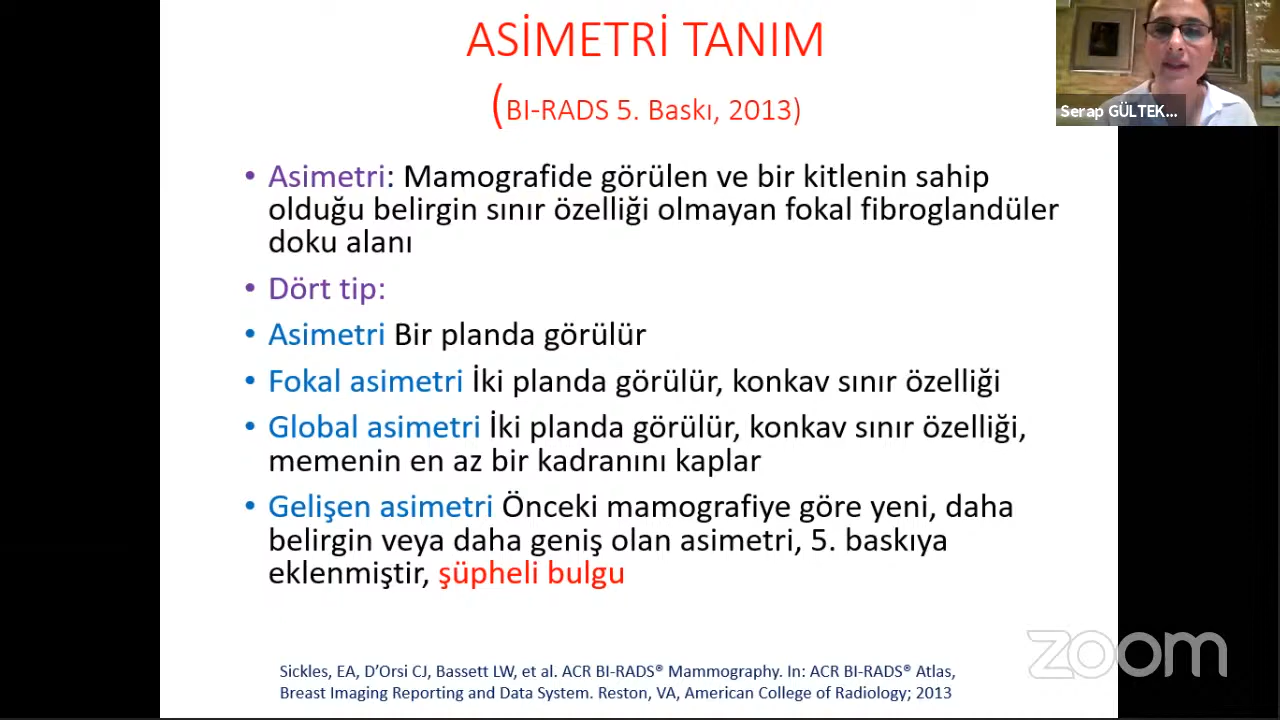 ASİMETRİ TANIM
(BI-RADS 5. Baskı, 2013)
Serap GÜLTEK...
• Asimetri: Mamografide görülen ve bir kitlenin sahip
olduğu belirgin sınır özelliği olmayan fokal fibroglandüler
doku alanı
• Dört tip:
• Asimetri Bir planda görülür
• Fokal asimetri İki planda görülür, konkav sınır özelliği
• Global asimetri İki planda görülür, konkav sınır özelliği,
memenin en az bir kadranını kaplar
• Gelişen asimetri Önceki mamografiye göre yeni, daha
belirgin veya daha geniş olan asimetri, 5. baskıya
eklenmiştir, şüpheli bulgu
Sickles, EA, D’Orsi CJ, Bassett LW, et al. ACR BI-RADS® Mammography. In: ACR BI-RADS® Atlas,
Breast Imaging Reporting and Data System. Reston, VA, American College of Radiology; 2013
zoom